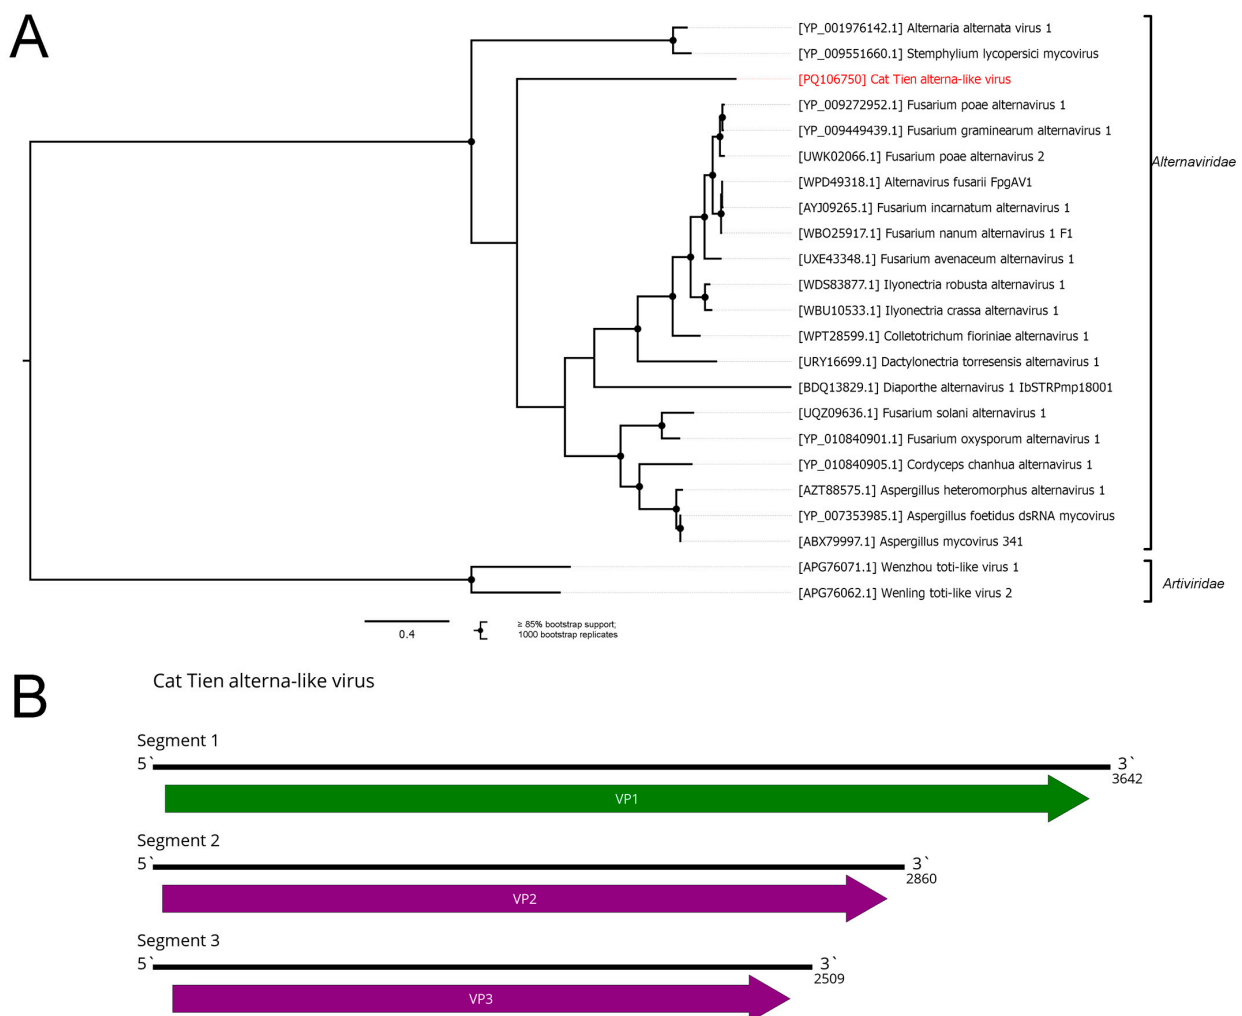 A
[YP_001976142.1] Alternaria alternata virus 1
[YP_009551660.1] Stemphylium lycopersici mycovirus
[PQ106750] Cat Tien alterna-like virus
[YP_009272952.1] Fusarium poae alternavirus 1
[YP_009449439.1] Fusarium graminearum alternavirus 1
[UWK02066.1] Fusarium poae alternavirus 2
[WPD49318.1] Alternavirus fusarii FpgAV1
[AYJ09265.1] Fusarium incarnatum alternavirus 1
[WBO25917.1] Fusarium nanum alternavirus 1 F1
[UXE43348.1] Fusarium avenaceum alternavirus 1
[WDS83877.1] Ilyonectria robusta alternavirus 1
[WBU10533.1] Ilyonectria crassa alternavirus 1
[WPT28599.1] Colletotrichum fioriniae alternavirus 1
[URY16699.1] Dactylonectria torresensis alternavirus 1
[BDQ13829.1] Diaporthe alternavirus 1 IbSTRPmp18001
[UQZ09636.1] Fusarium solani alternavirus 1
[YP_010840901.1] Fusarium oxysporum alternavirus 1
[YP_010840905.1] Cordyceps chanhua alternavirus 1
[AZT88575.1] Aspergillus heteromorphus alternavirus 1
[YP_007353985.1] Aspergillus foetidus dsRNA mycovirus
[ABX79997.1] Aspergillus mycovirus 341
[APG76071.1] Wenzhou toti-like virus 1
[APG76062.1] Wenling toti-like virus 2
Alternaviridae
Artiviridae
0.4
≥ 85% bootstrap support;
1000 bootstrap replicates
B
Cat Tien alterna-like virus
Segment 1
5` 3`
3642
VP1
Segment 2
5` 3`
2860
VP2
Segment 3
5` 3`
2509
VP3